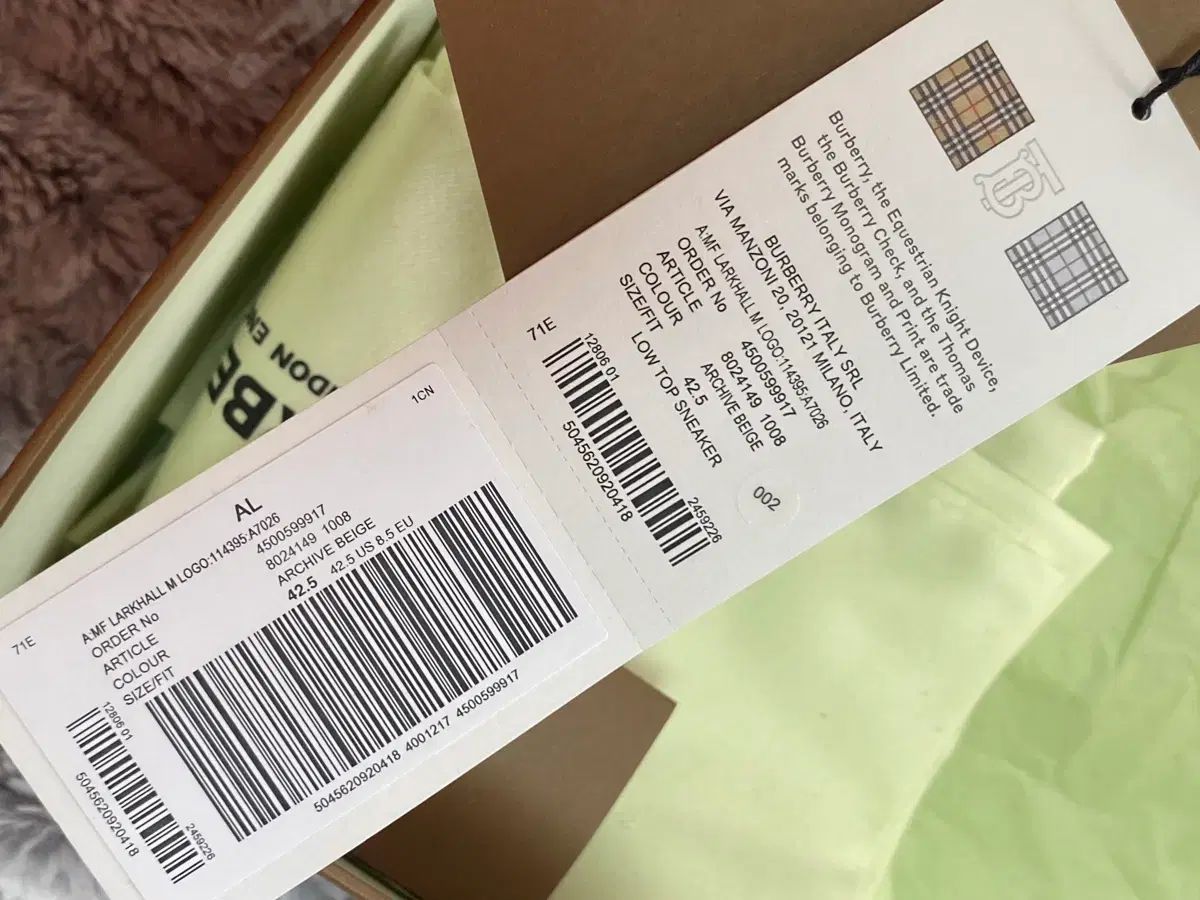 Burberry, the Equestrian Knight Device,
the Burberry Check, and the Thomas
Burberry Monogram and Print are trade
marks belonging to Burberry Limited.
BURBERRY ITALY SRL
VIA MANZONI 20, 20121 MILANO, ITALY
A:MF LARKHALL M LOGO:114395:A7026
ORDER No 4500599917
ARTICLE 8024149 1008
COLOUR ARCHIVE BEIGE
SIZE/FIT 42.5
LOW TOP SNEAKER
71E
12806 01 2459226
5045620920418
002
1CN
AL
71E
A:MF LARKHALL M LOGO:114395:A7026
ORDER No 4500599917
ARTICLE 8024149 1008
COLOUR ARCHIVE BEIGE
SIZE/FIT 42.5 42.5 US 8.5 EU
5045620920418 4001217 4500599917
12806 01 2459226
5045620920418